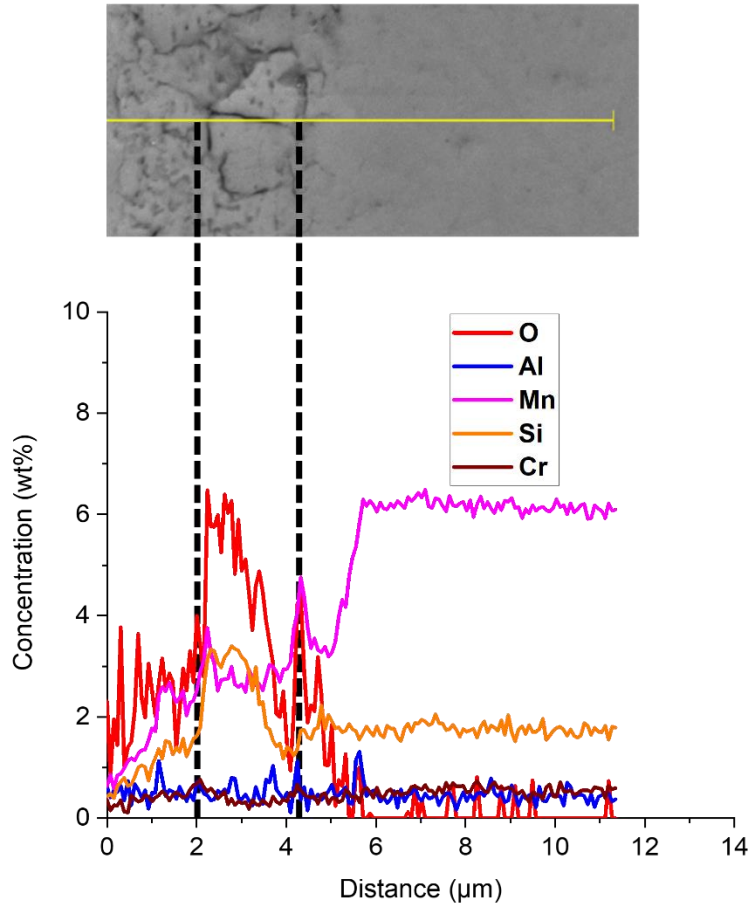 10
8
6
4
2
0
Concentration (wt%)
O
Al
Mn
Si
Cr
0 2 4 6 8 10 12 14
Distance (µm)